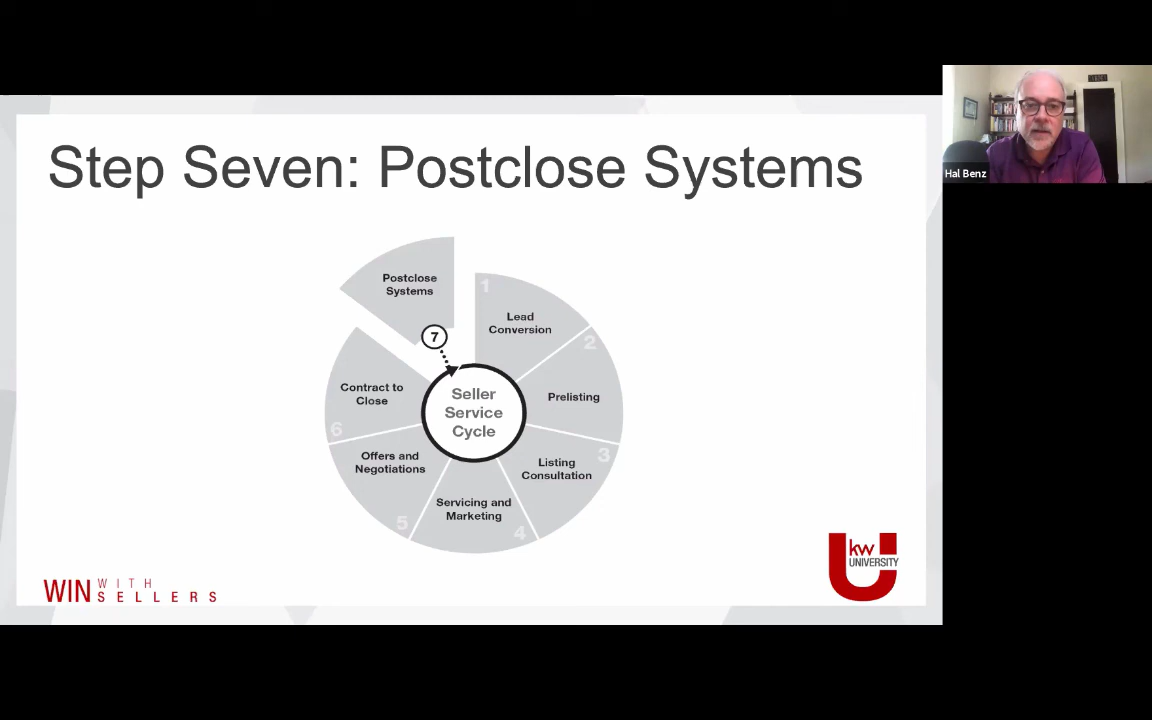 Step Seven: Postclose Systems
Hal Benz
Postclose
Systems
7
1
Lead
Conversion
2
Prelisting
3
Listing
Consultation
4
Servicing and
Marketing
5
Offers and
Negotiations
6
Contract to
Close
Seller
Service
Cycle
WIN WITH
SELLERS
kw
UNIVERSITY